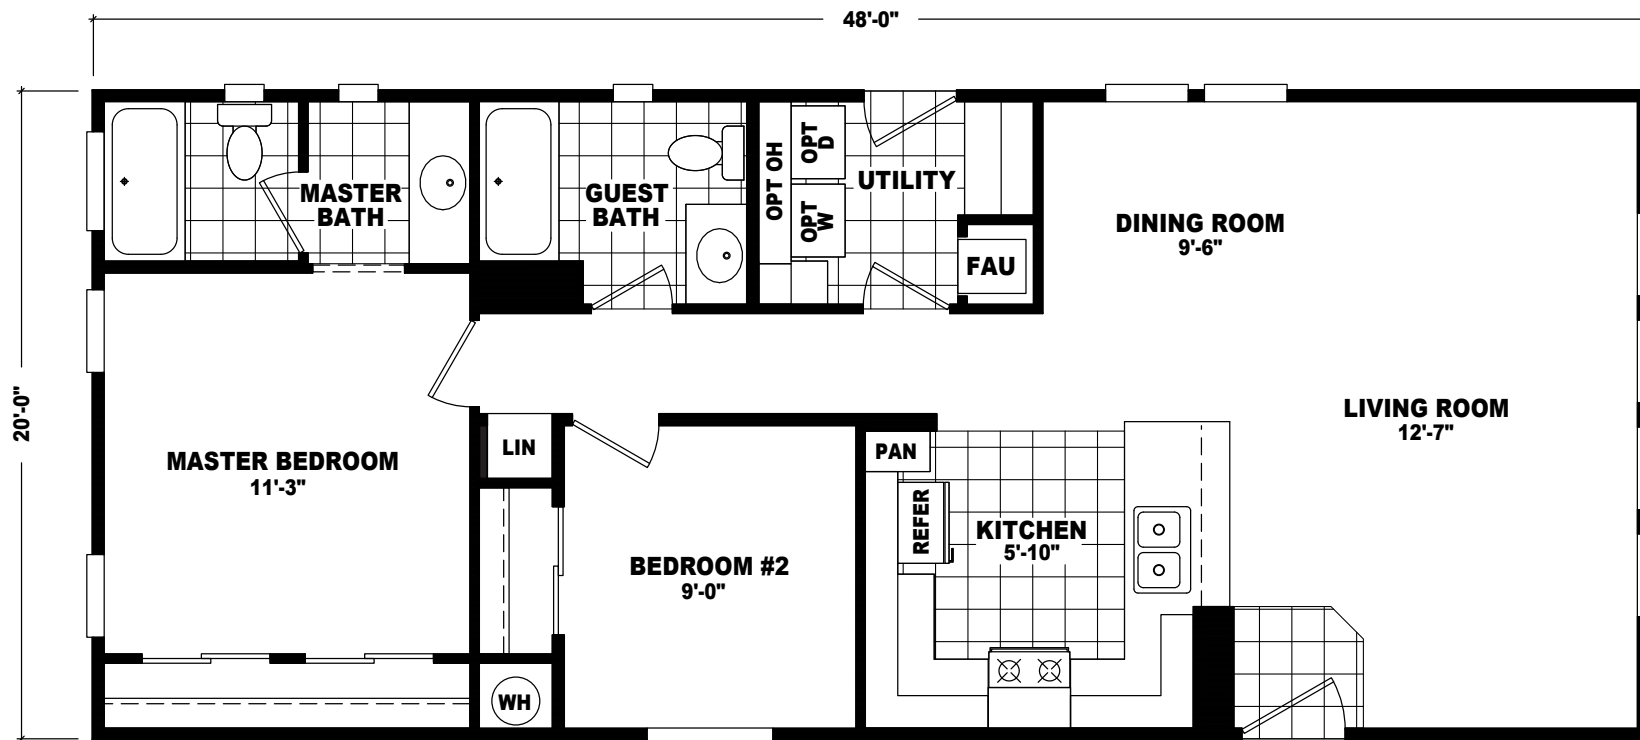 48'-0"
20'-0"
MASTER
BATH
GUEST
BATH
OPT OH
OPT
D
OPT
W
UTILITY
FAU
DINING ROOM
9'-6"
LIVING ROOM
12'-7"
MASTER BEDROOM
11'-3"
LIN
BEDROOM #2
9'-0"
PAN
REFER
KITCHEN
5'-10"
WH